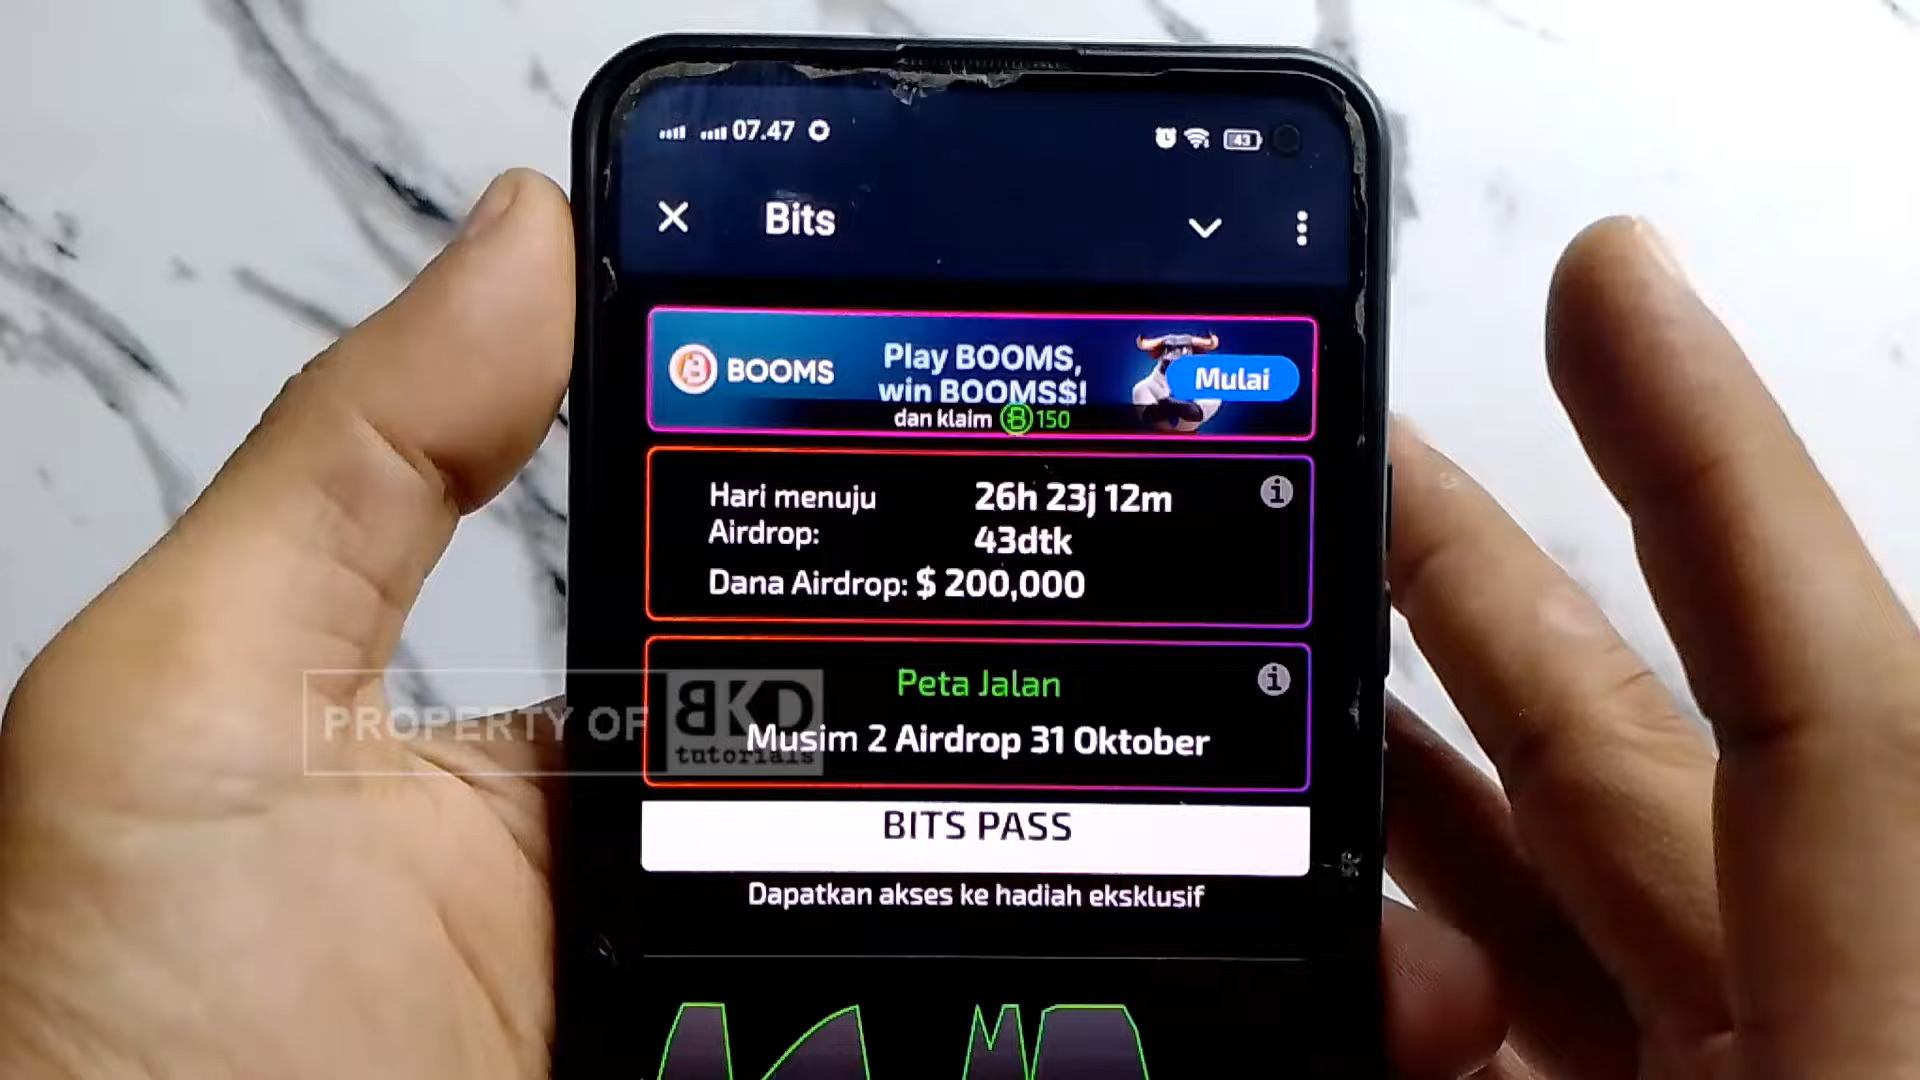 07.47
43
Bits
BOOMS
Play BOOMS,
win BOOMS$!
dan klaim 150
Mulai
Hari menuju
Airdrop:
26h 23j 12m
43dtk
Dana Airdrop: $ 200,000
Peta Jalan
Musim 2 Airdrop 31 Oktober
PROPERTY OF BKD
tutorials
BITS PASS
Dapatkan akses ke hadiah eksklusif